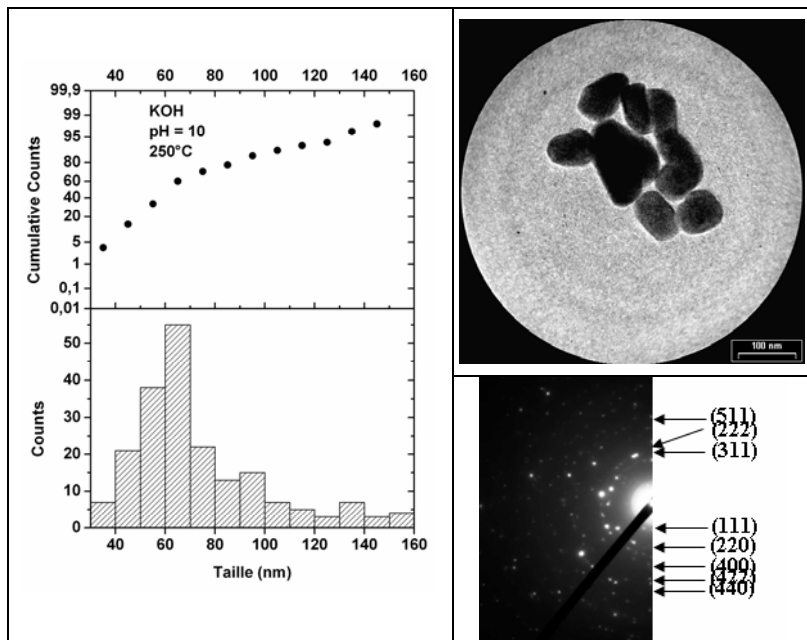 40 60 80 100 120 140 160
99,9
99
95
80
60
40
20
5
1
0,1
0,01
Cumulative Counts
KOH
pH = 10
250°C
50
40
30
20
10
0
Counts
40 60 80 100 120 140 160
Taille (nm)
100 nm
(511)
(222)
(311)
(111)
(220)
(400)
(422)
(440)